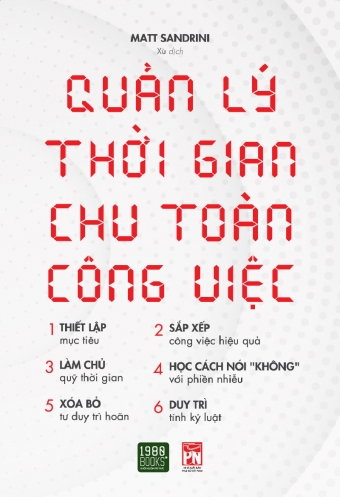 MATT SANDRINI
Xừ dịch
QUẢN LÝ
THỜI GIAN
CHU TOÀN
CÔNG VIỆC
1 THIẾT LẬP
mục tiêu
2 SẮP XẾP
công việc hiệu quả
3 LÀM CHỦ
quỹ thời gian
4 HỌC CÁCH NÓI "KHÔNG"
với phiền nhiễu
5 XÓA BỎ
tư duy trì hoãn
6 DUY TRÌ
tính kỷ luật
1980
BOOKS
PN